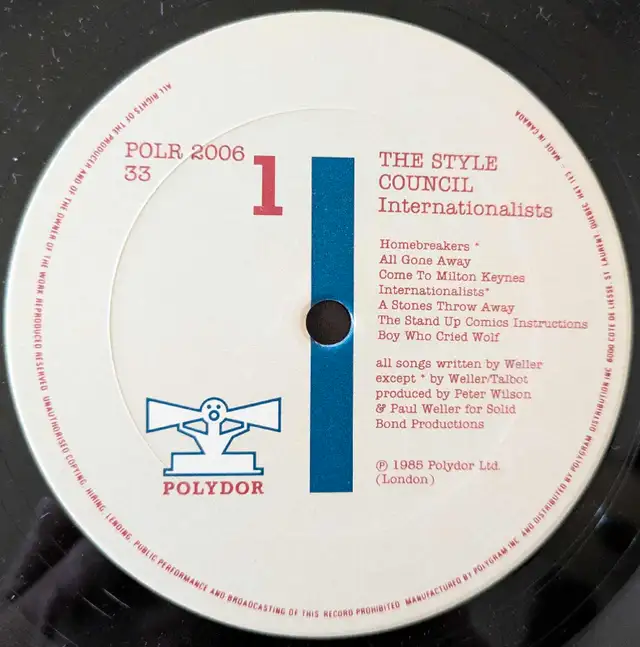 POLR 2006
33
1
THE STYLE
COUNCIL
Internationalists
Homebreakers *
All Gone Away
Come To Milton Keynes
Internationalists*
A Stones Throw Away
The Stand Up Comics Instructions
Boy Who Cried Wolf
all songs written by Weller
except * by Weller/Talbot
produced by Peter Wilson
& Paul Weller for Solid
Bond Productions
℗ 1985 Polydor Ltd.
(London)
POLYDOR
ALL RIGHTS OF THE PRODUCER AND OF THE OWNER OF THE WORK REPRODUCED RESERVED. UNAUTHORISED COPYING, HIRING, LENDING, PUBLIC PERFORMANCE AND BROADCASTING OF THIS RECORD PROHIBITED. MANUFACTURED BY POLYGRAM INC. AND DISTRIBUTED BY POLYGRAM DISTRIBUTION INC. 6000 COTE DE LIESSE, ST LAURENT, QUEBEC H4T 1E3 - MADE IN CANADA